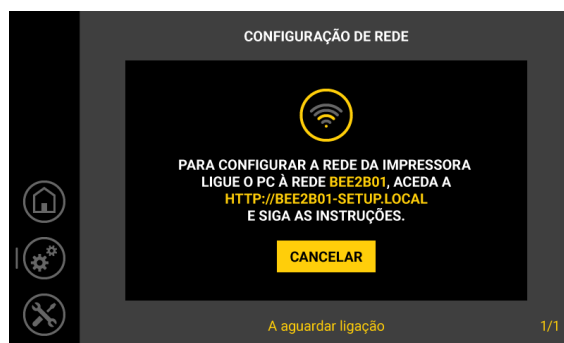 CONFIGURAÇÃO DE REDE
PARA CONFIGURAR A REDE DA IMPRESSORA
LIGUE O PC À REDE BEE2B01, ACEDA A
HTTP://BEE2B01-SETUP.LOCAL
E SIGA AS INSTRUÇÕES.
CANCELAR
A aguardar ligação
1/1